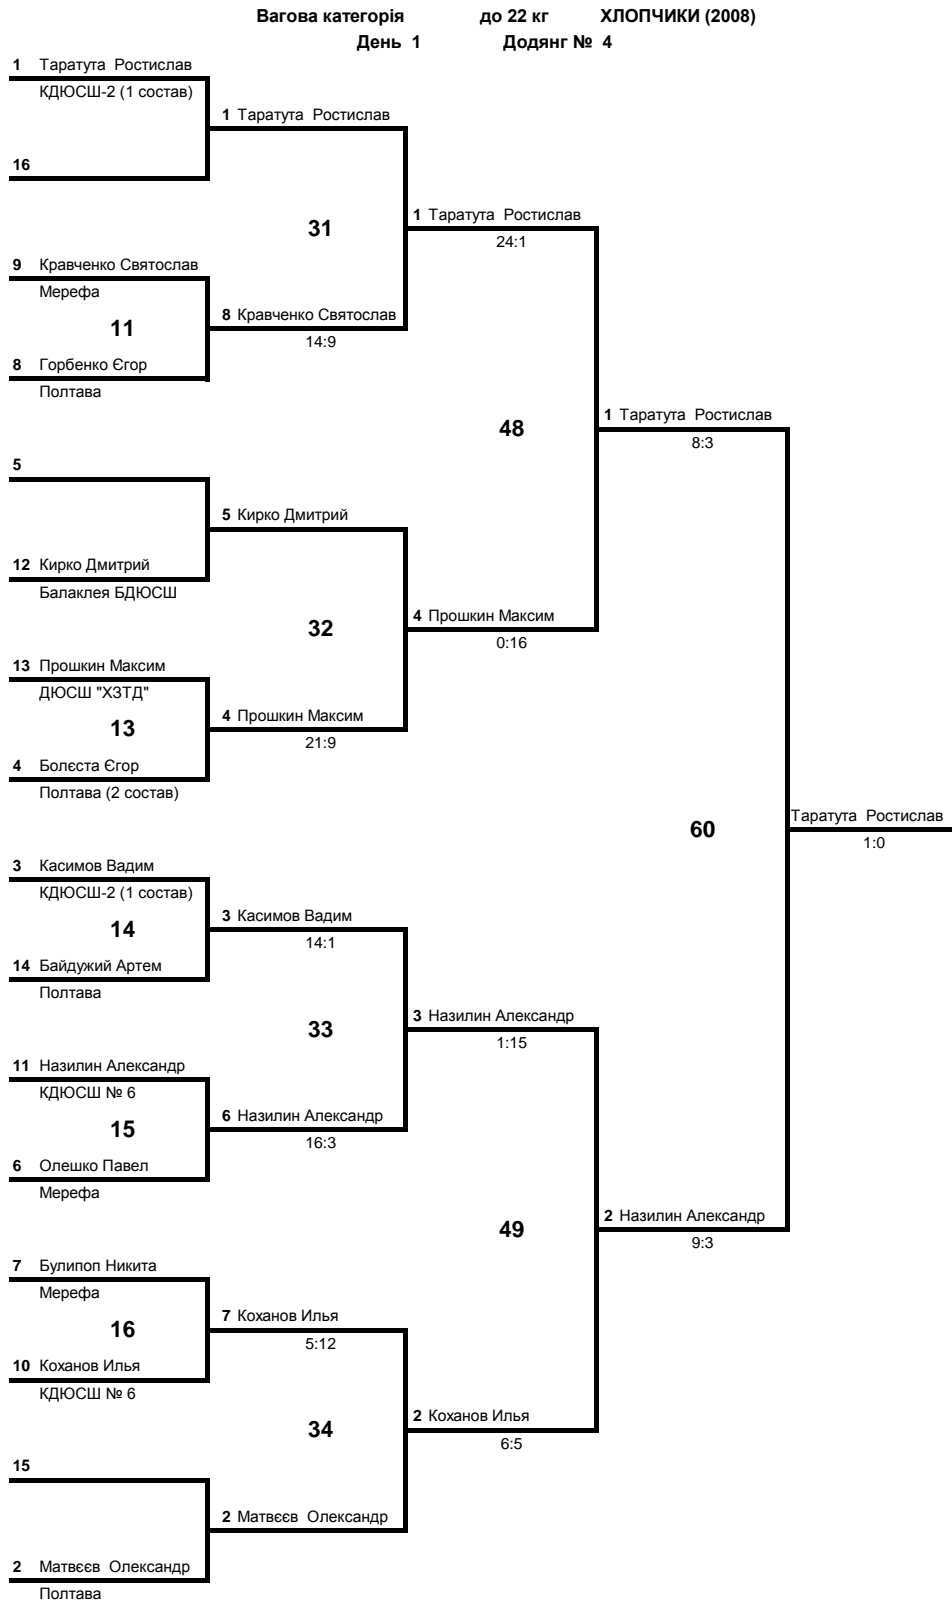 Вагова категорія до 22 кг ХЛОПЧИКИ (2008)
День 1 Додянг № 4
1 Таратута Ростислав
КДЮСШ-2 (1 состав)
1 Таратута Ростислав
16
31
1 Таратута Ростислав
24:1
9 Кравченко Святослав
Мерефа
11
8 Кравченко Святослав
14:9
8 Горбенко Єгор
Полтава
48
1 Таратута Ростислав
8:3
5
5 Кирко Дмитрий
12 Кирко Дмитрий
Балаклея БДЮСШ
32
4 Прошкин Максим
0:16
13 Прошкин Максим
ДЮСШ "ХЗТД"
13
4 Прошкин Максим
21:9
4 Болєста Єгор
Полтава (2 состав)
60
Таратута Ростислав
1:0
3 Касимов Вадим
КДЮСШ-2 (1 состав)
14
3 Касимов Вадим
14:1
14 Байдужий Артем
Полтава
33
3 Назилин Александр
1:15
11 Назилин Александр
КДЮСШ № 6
15
6 Назилин Александр
16:3
6 Олешко Павел
Мерефа
49
2 Назилин Александр
9:3
7 Булипоп Никита
Мерефа
16
7 Коханов Илья
5:12
10 Коханов Илья
КДЮСШ № 6
34
2 Коханов Илья
6:5
15
2 Матвєєв Олександр
2 Матвєєв Олександр
Полтава